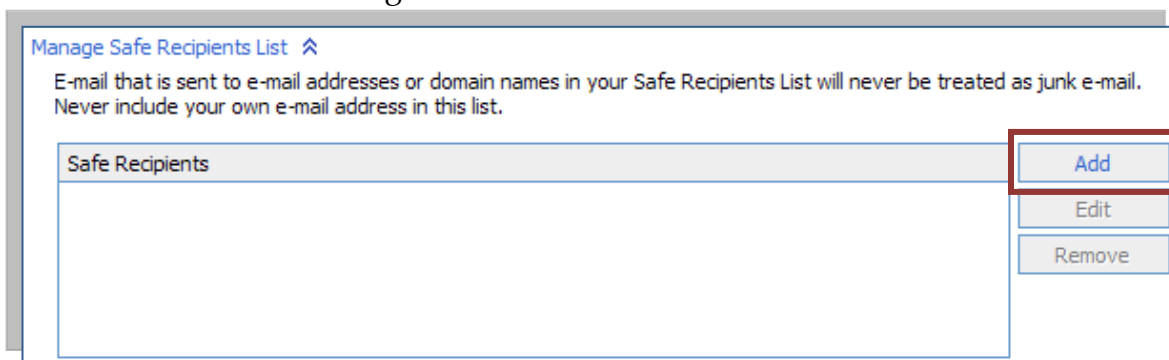 Manage Safe Recipients List
E-mail that is sent to e-mail addresses or domain names in your Safe Recipients List will never be treated as junk e-mail.
Never include your own e-mail address in this list.
Safe Recipients
Add
Edit
Remove